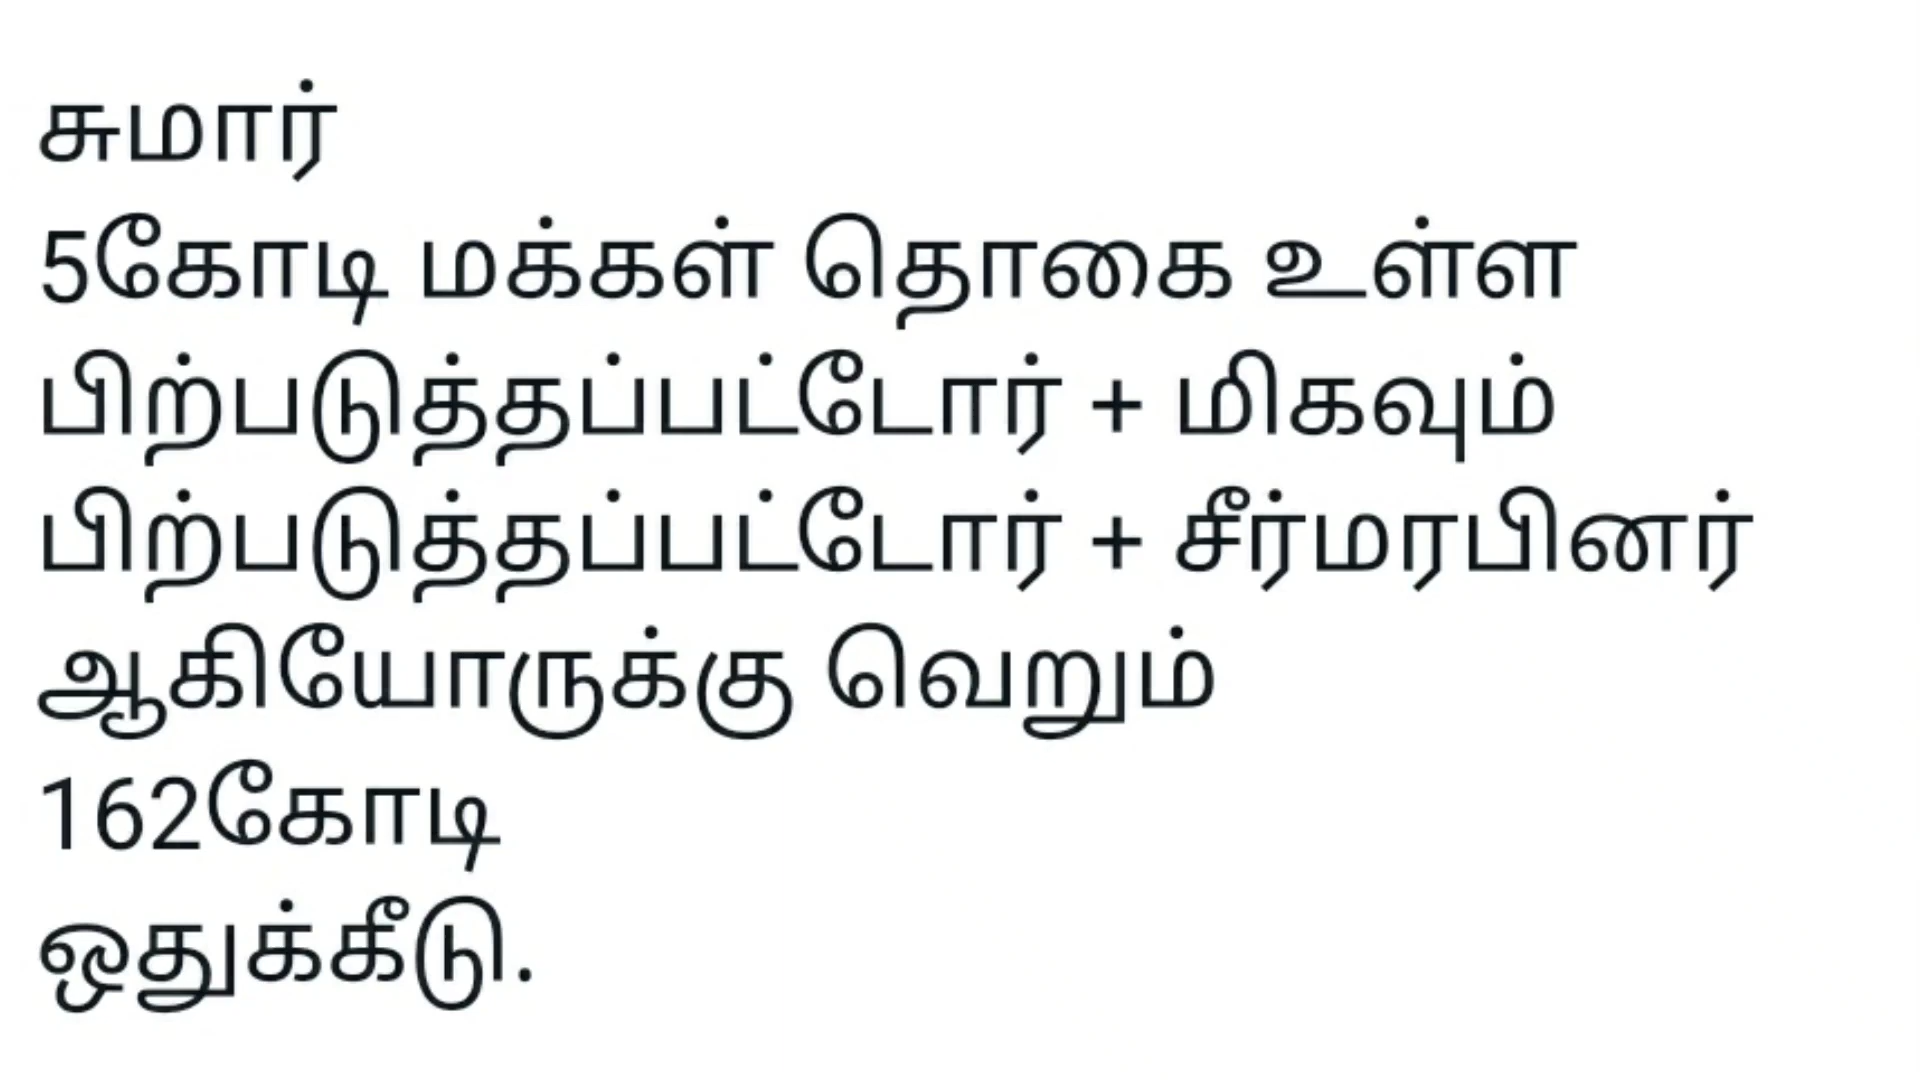 சுமார்
5கோடி மக்கள் தொகை உள்ள
பிற்படுத்தப்பட்டோர் + மிகவும்
பிற்படுத்தப்பட்டோர் + சீர்மரபினர்
ஆகியோருக்கு வெறும்
162கோடி
ஒதுக்கீடு.